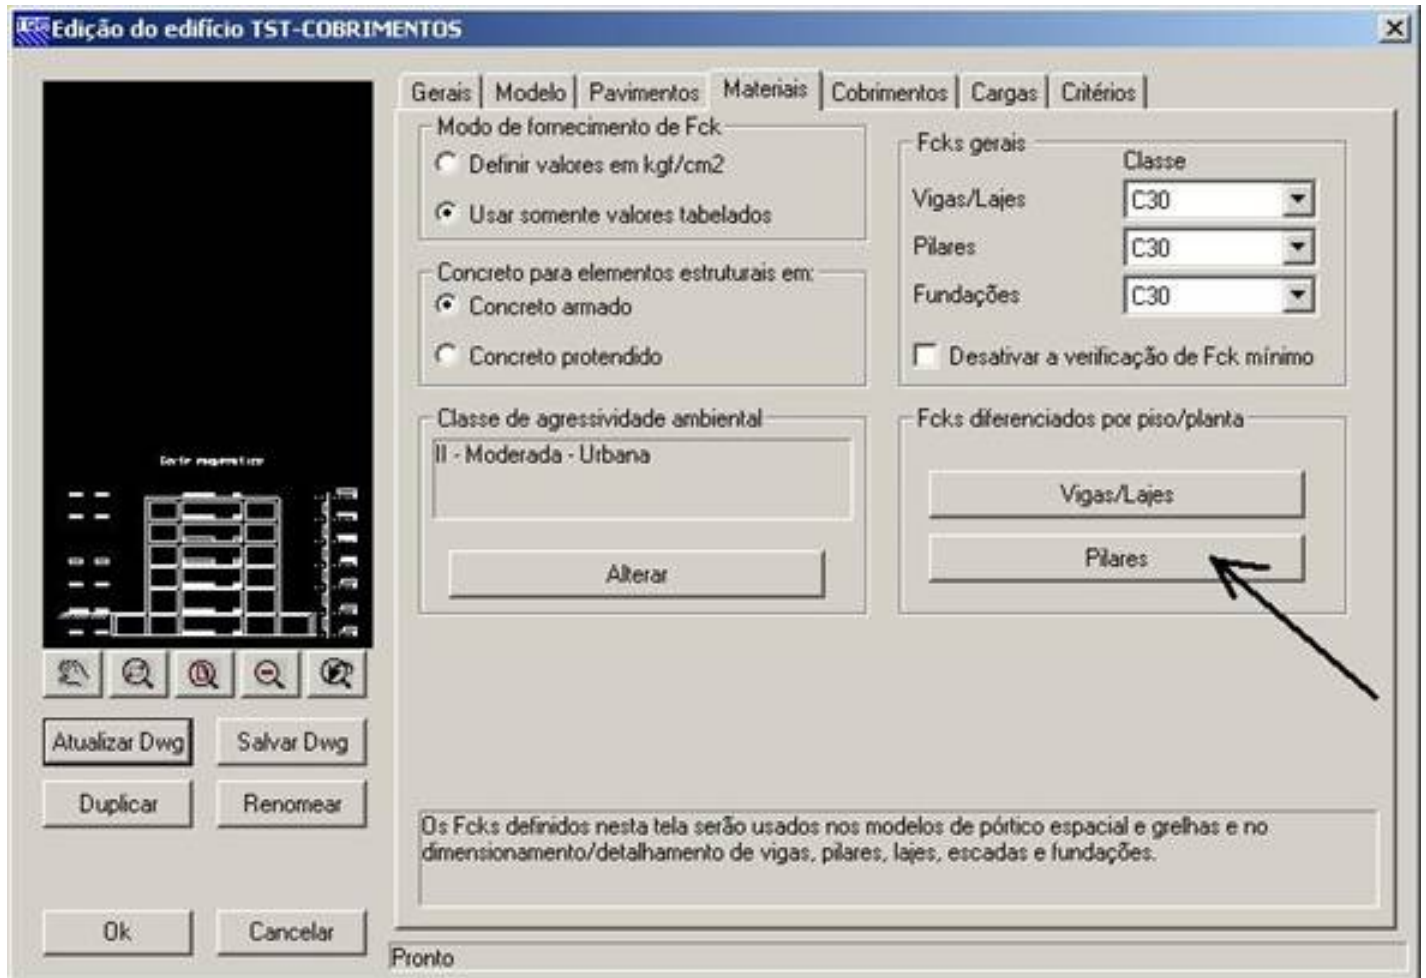 Edição do edifício TST-COBRIMENTOS
Gerais Modelo Pavimentos Materiais Cobrimentos Cargas Critérios
Modo de fornecimento de Fck
Definir valores em kgf/cm2
Usar somente valores tabelados
Concreto para elementos estruturais em:
Concreto armado
Concreto protendido
Classe de agressividade ambiental
II - Moderada - Urbana
Alterar
Fcks gerais
Classe
Vigas/Lajes C30
Pilares C30
Fundações C30
Desativar a verificação de Fck mínimo
Fcks diferenciados por piso/planta
Vigas/Lajes
Pilares
Atualizar Dwg Salvar Dwg
Duplicar Renomear
Os Fcks definidos nesta tela serão usados nos modelos de pórtico espacial e grelhas e no
dimensionamento/detalhamento de vigas, pilares, lajes, escadas e fundações.
Ok Cancelar
Pronto